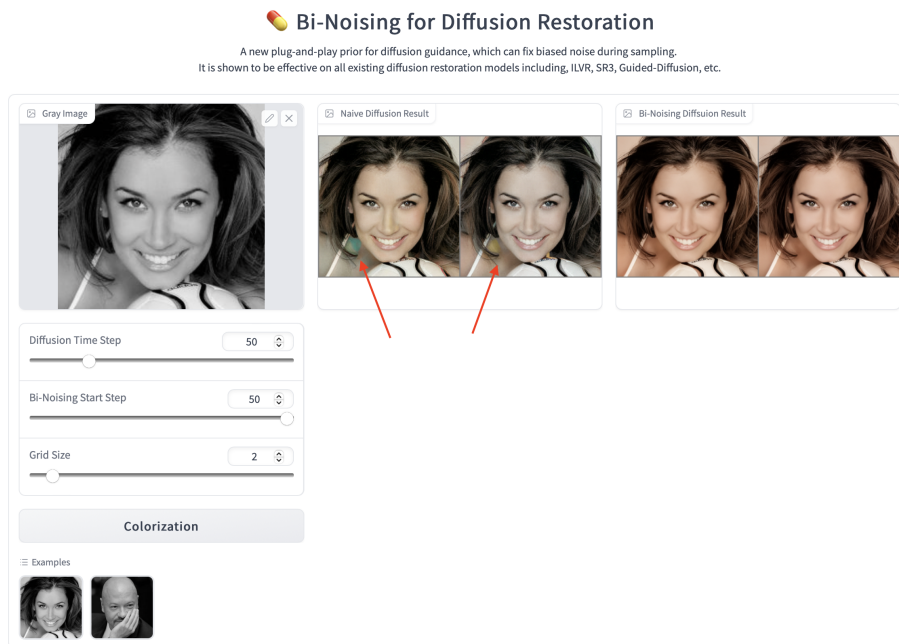 Bi-Noising for Diffusion Restoration
A new plug-and-play prior for diffusion guidance, which can fix biased noise during sampling.
It is shown to be effective on all existing diffusion restoration models including, ILVR, SR3, Guided-Diffusion, etc.
Gray Image
Naive Diffusion Result
Bi-Noising Diffsuion Result
Diffusion Time Step
50
Bi-Noising Start Step
50
Grid Size
2
Colorization
Examples